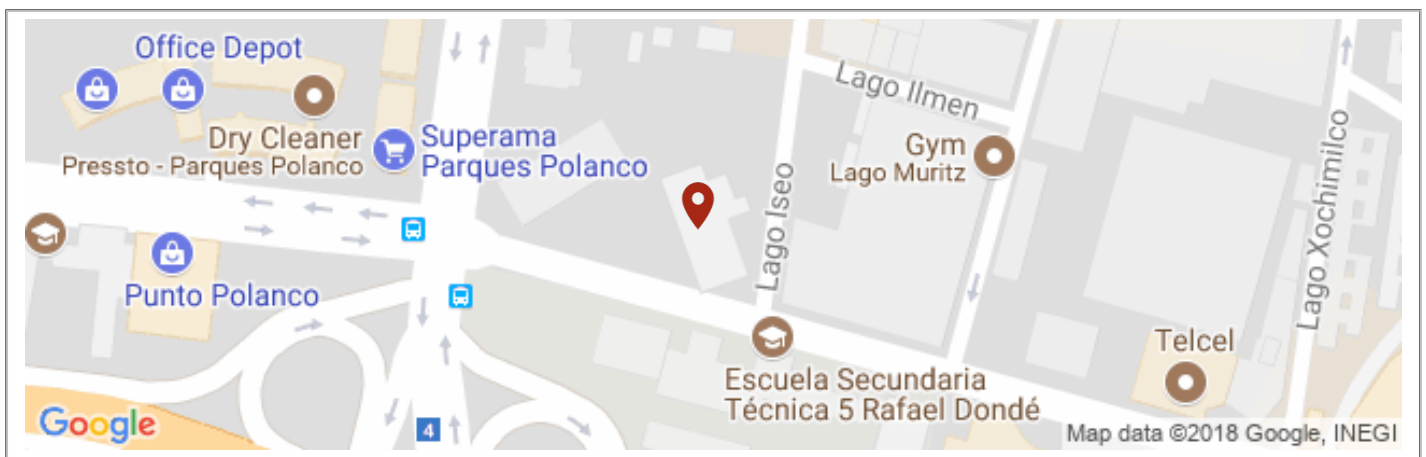 Office Depot
Dry Cleaner
Pressto - Parques Polanco
Superama
Parques Polanco
Lago Ilmen
Gym
Lago Muritz
Lago Iseo
Lago Xochimilco
Punto Polanco
Telcel
Escuela Secundaria
Técnica 5 Rafael Dondé
4
Google
Map data ©2018 Google, INEGI